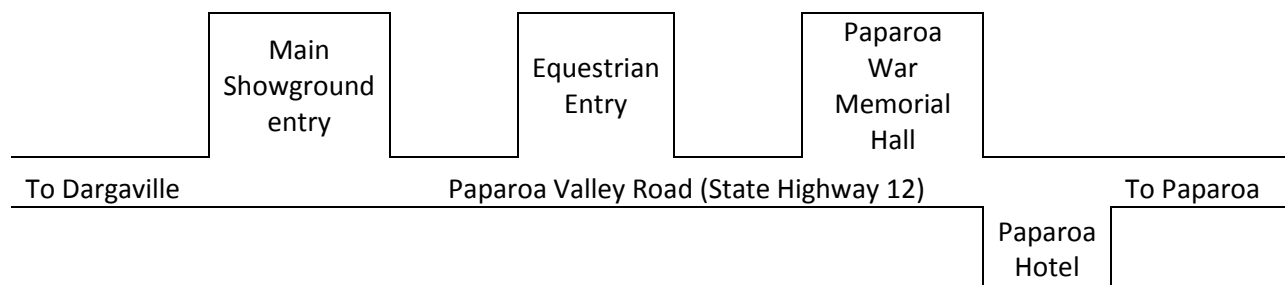 Main
Showground
entry
Equestrian
Entry
Paparoa
War
Memorial
Hall
To Dargaville
Paparoa Valley Road (State Highway 12)
To Paparoa
Paparoa
Hotel